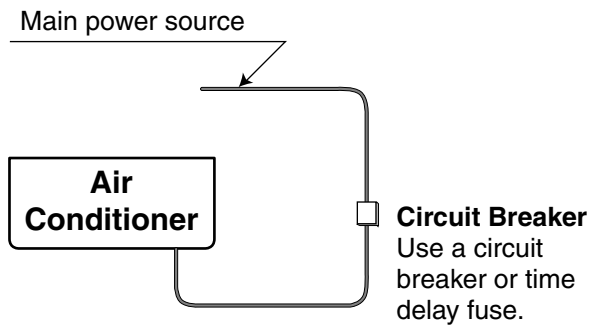 Main power source
Air
Conditioner
Circuit Breaker
Use a circuit
breaker or time
delay fuse.